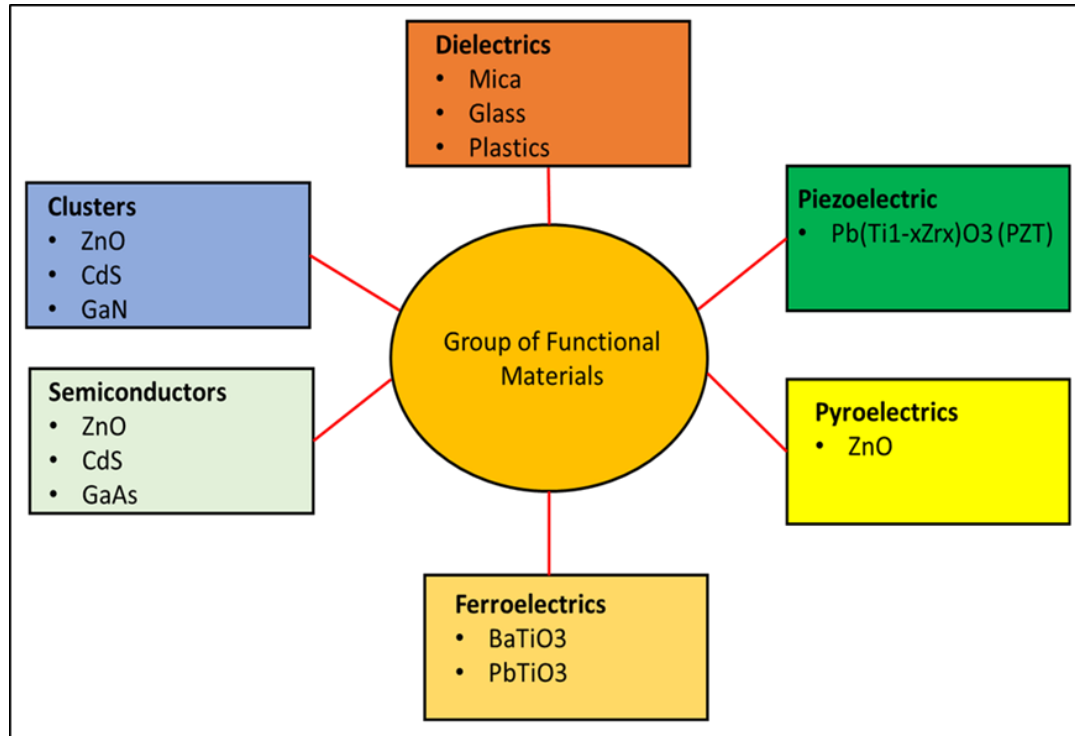 Dielectrics
• Mica
• Glass
• Plastics
Clusters
• ZnO
• CdS
• GaN
Piezoelectric
• Pb(Ti1-xZrx)O3 (PZT)
Group of Functional
Materials
Semiconductors
• ZnO
• CdS
• GaAs
Pyroelectrics
• ZnO
Ferroelectrics
• BaTiO3
• PbTiO3